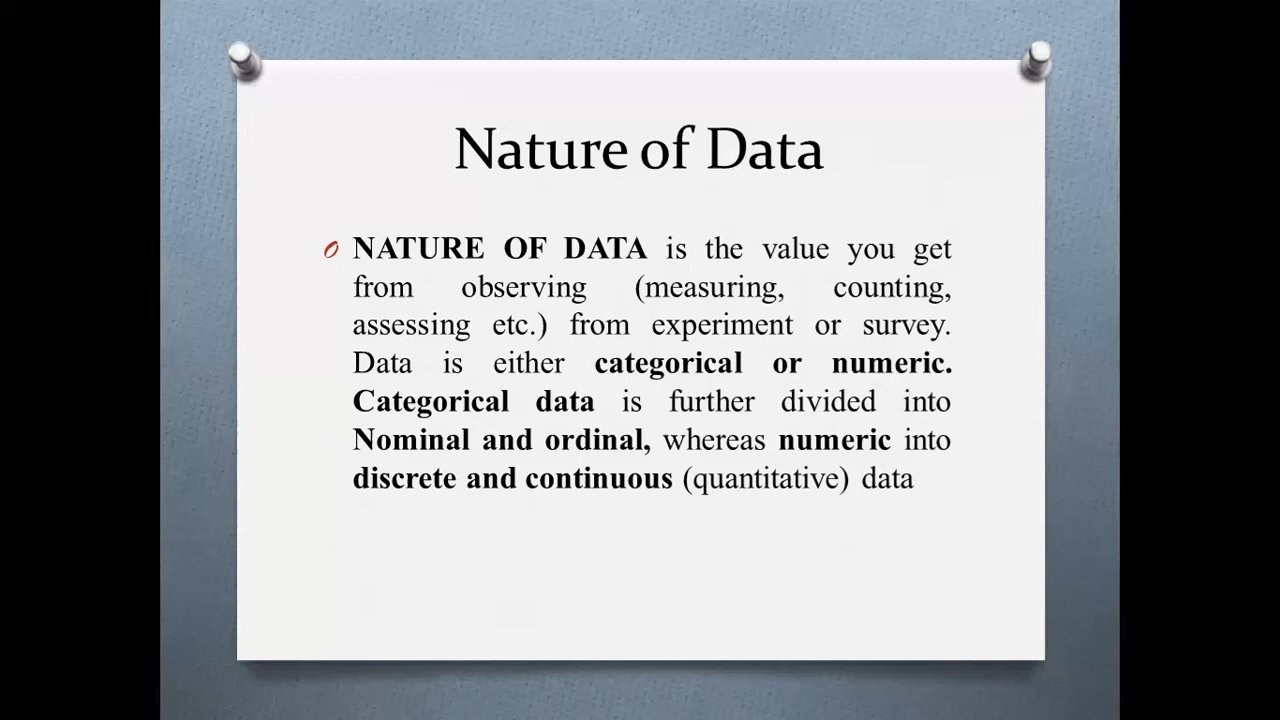 Nature of Data
NATURE OF DATA is the value you get
from observing (measuring, counting,
assessing etc.) from experiment or survey.
Data is either categorical or numeric.
Categorical data is further divided into
Nominal and ordinal, whereas numeric into
discrete and continuous (quantitative) data